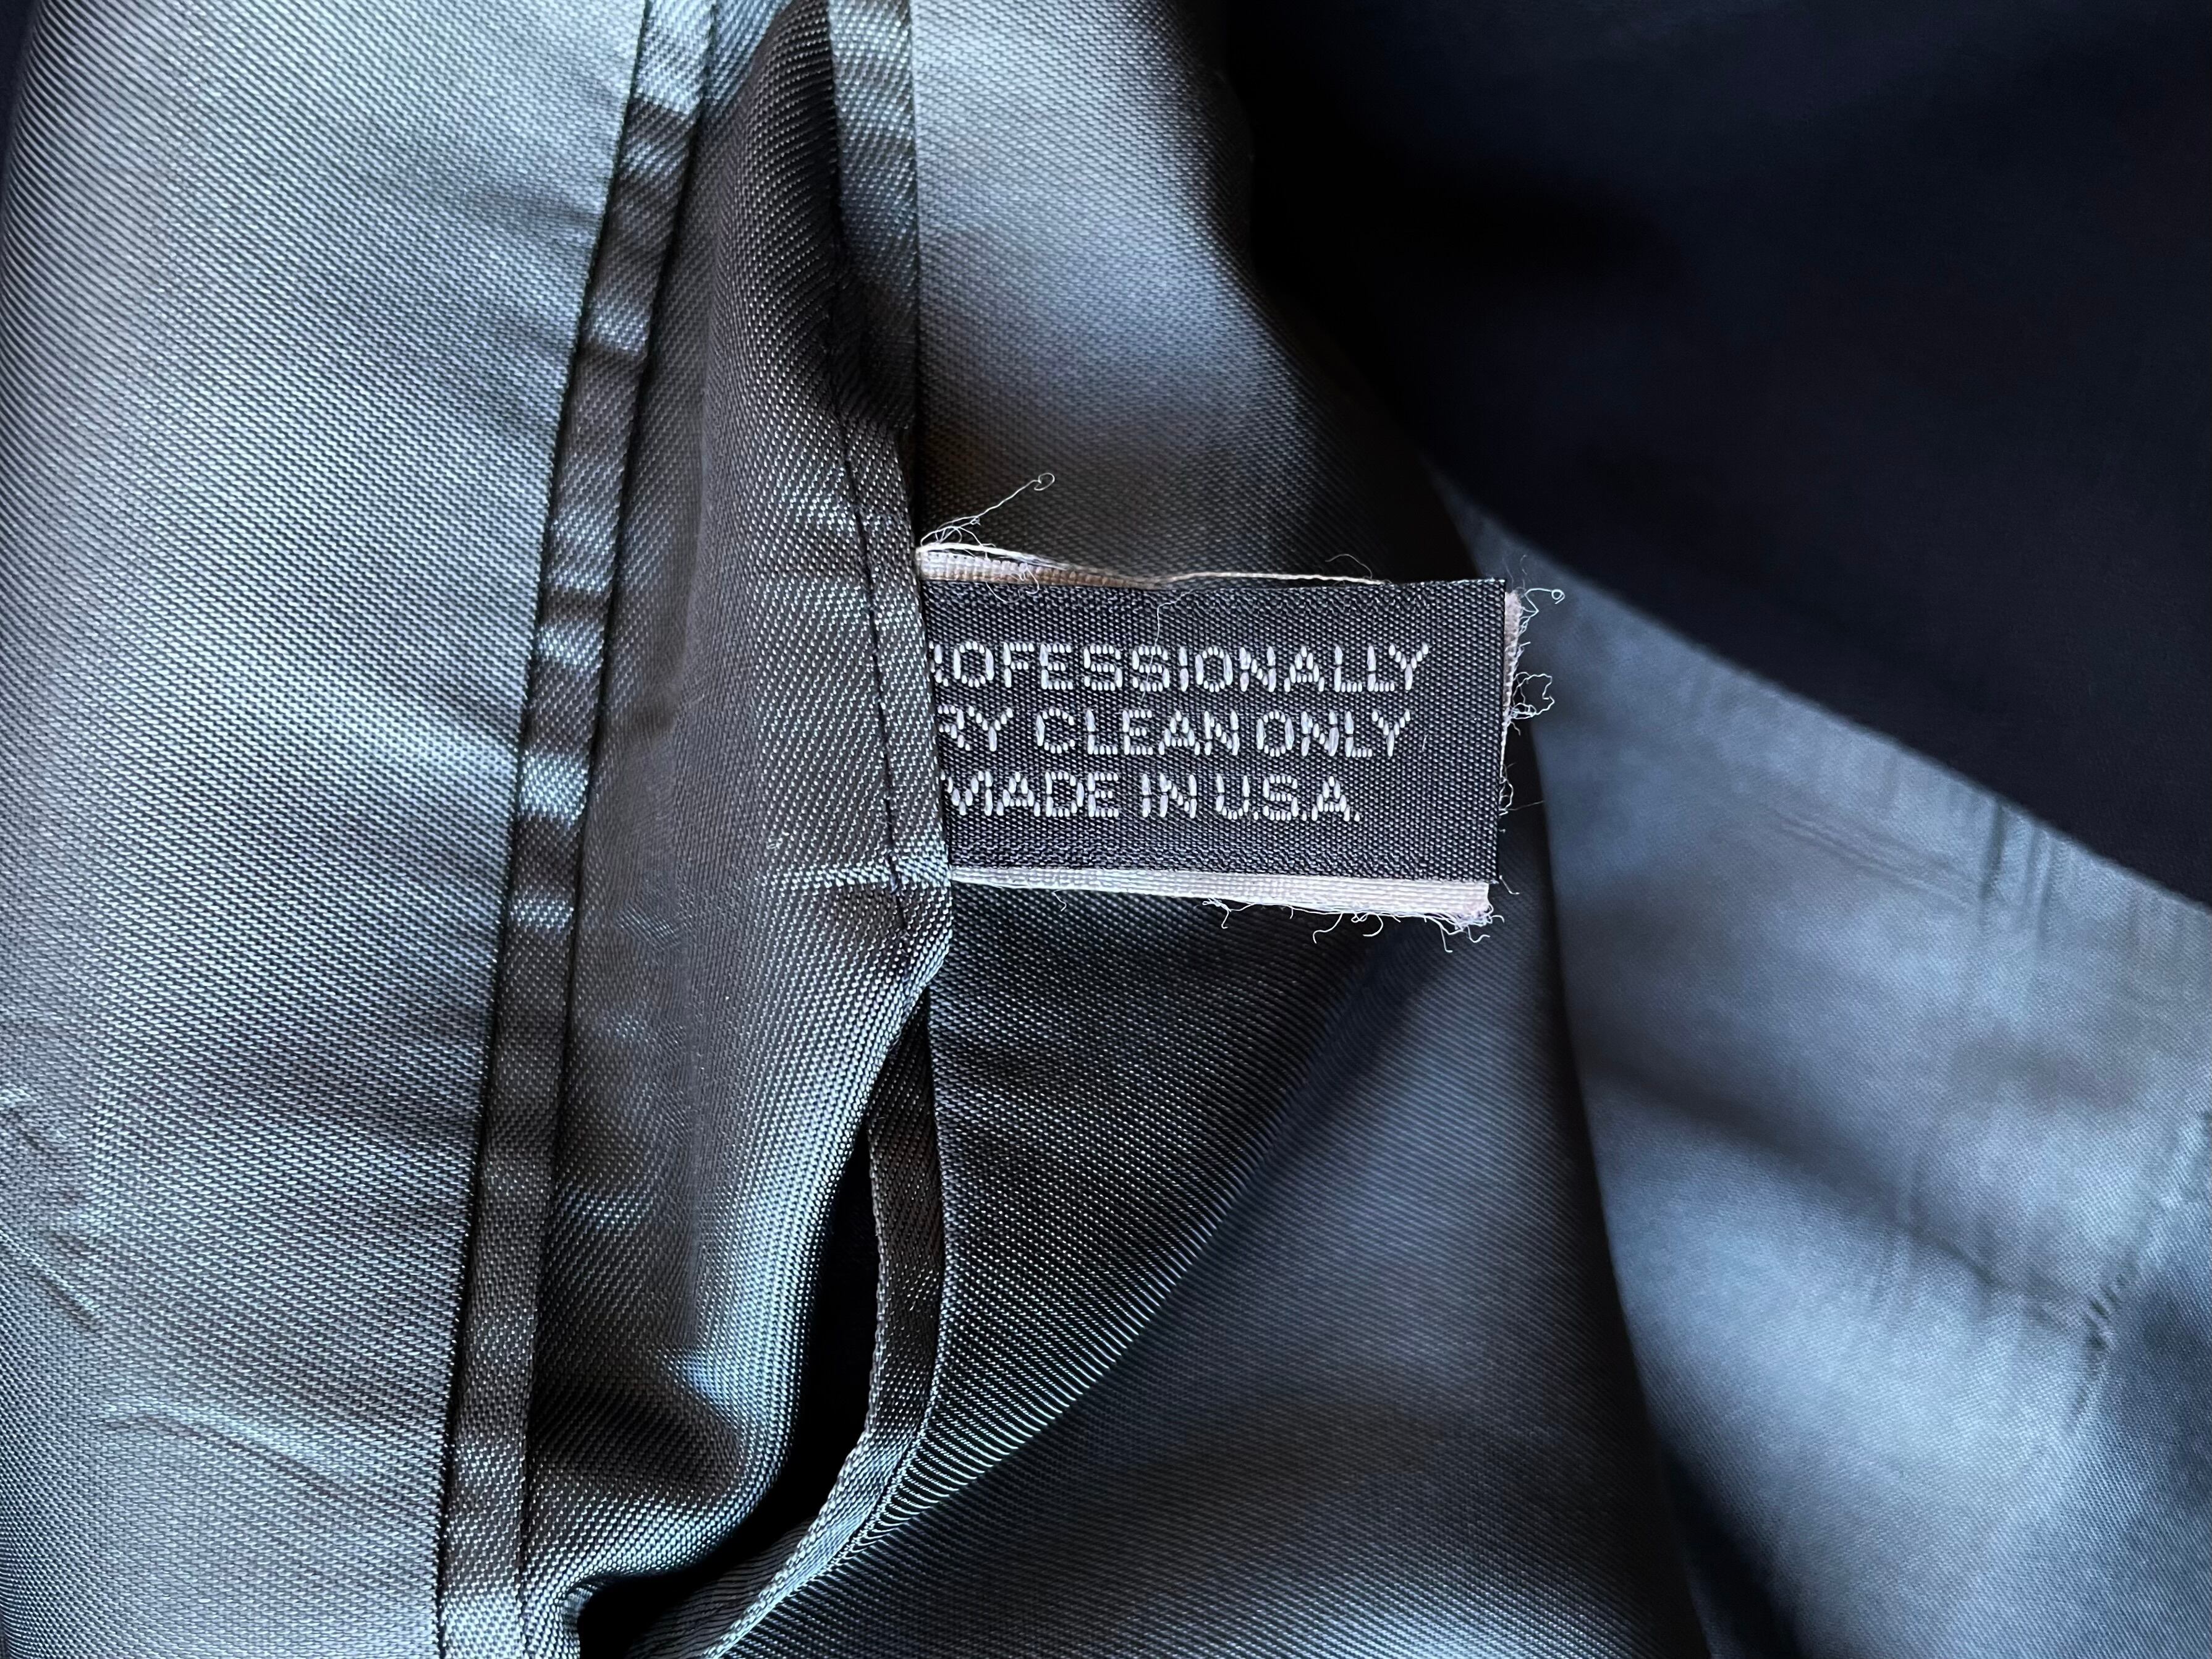 ROFESSIONALLY
RY CLEAN ONLY
MADE IN U.S.A.